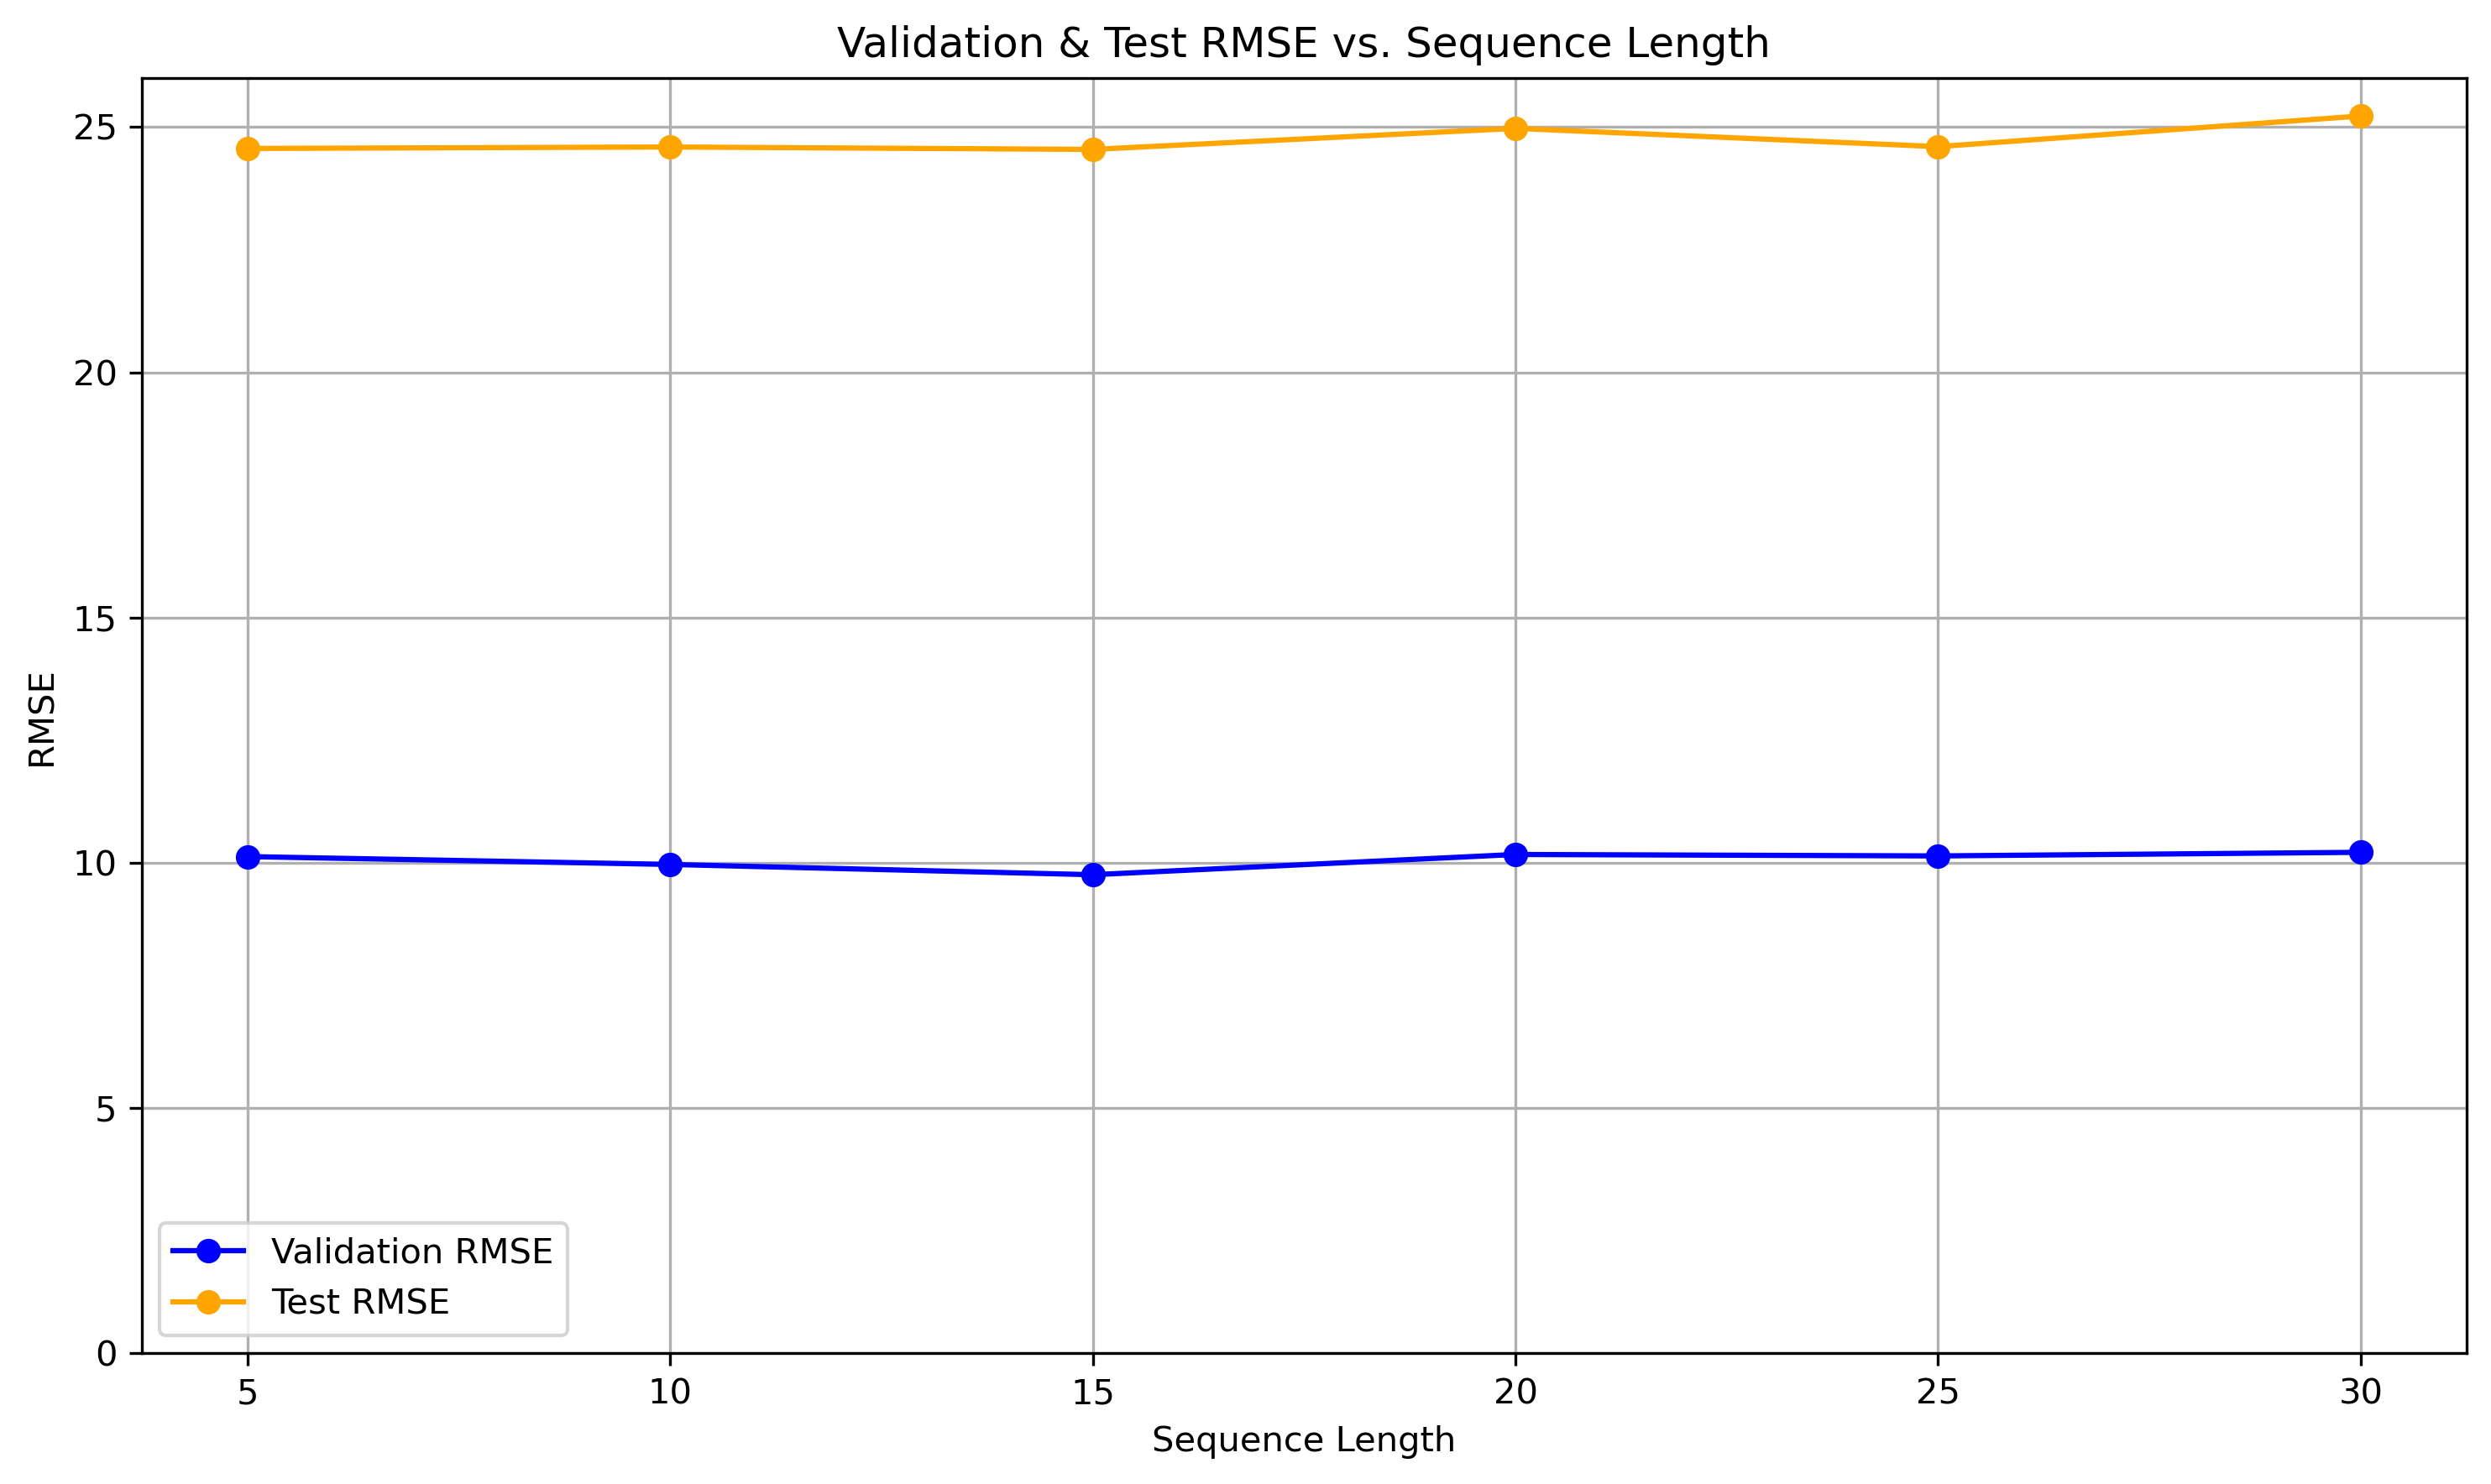 Validation & Test RMSE vs. Sequence Length
25
20
15
10
5
0
RMSE
Validation RMSE
Test RMSE
5 10 15 20 25 30
Sequence Length